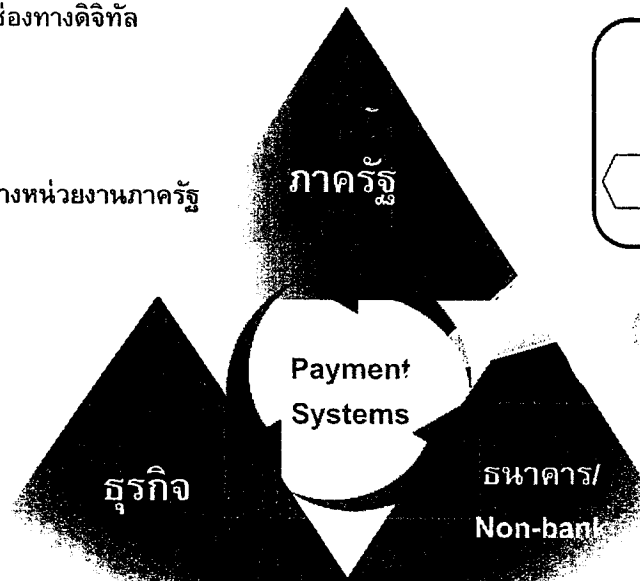 ช่องทางดิจิทัล
างหน่วยงานภาครัฐ
ภาครัฐ
Payment
Systems
ธุรกิจ
ธนาคาร/
Non-bank